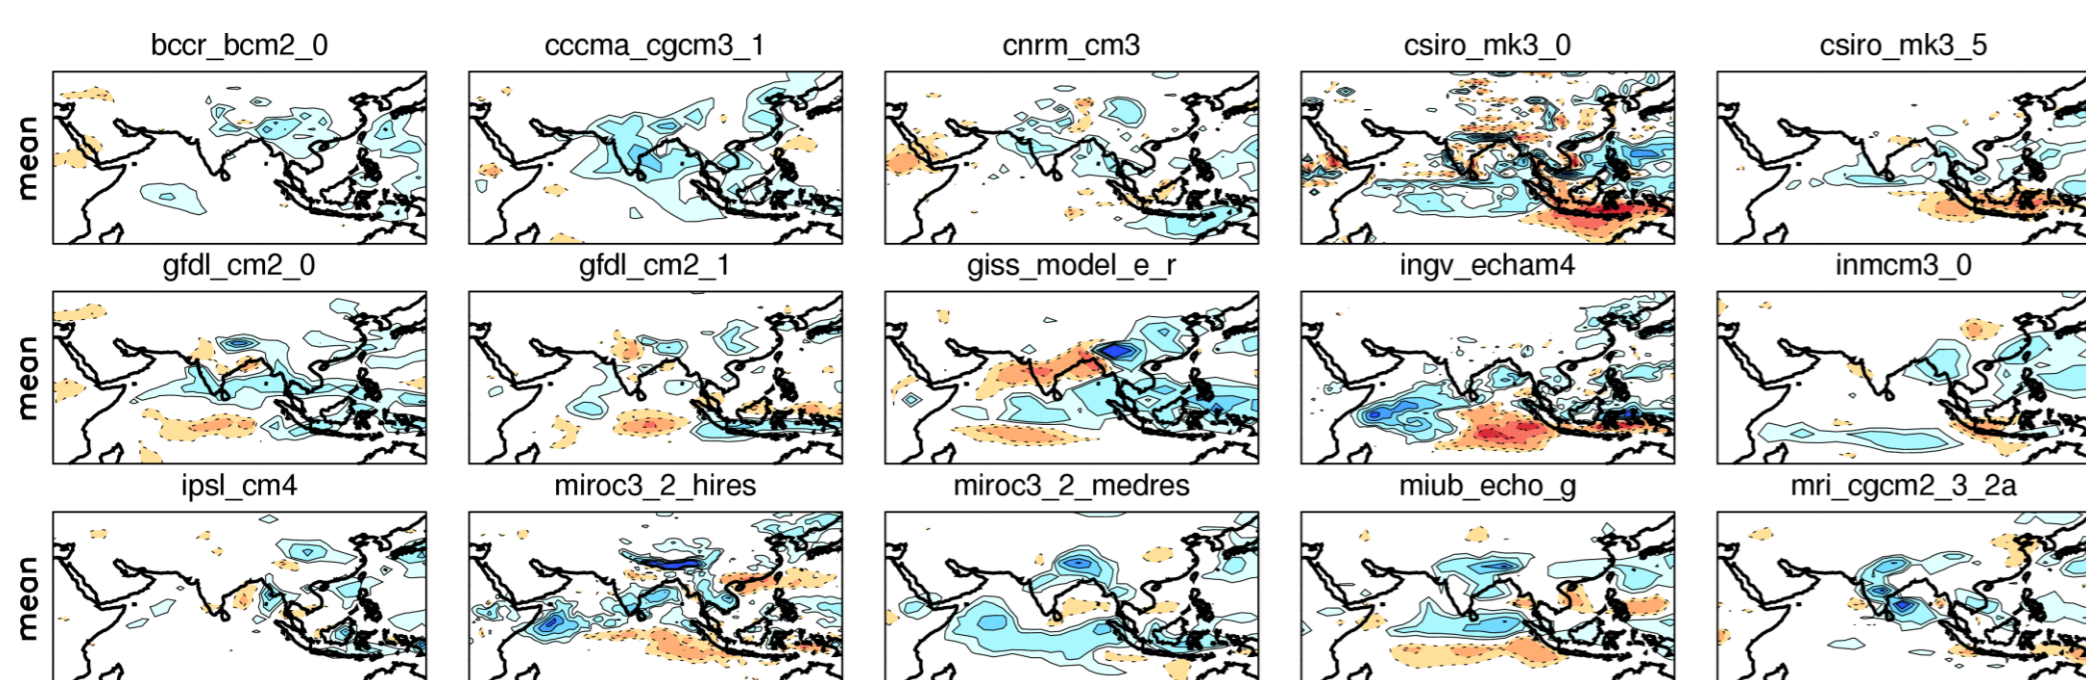 bccr_bcm2_0 cccma_cgcm3_1 cnrm_cm3 csiro_mk3_0 csiro_mk3_5
mean
gfdl_cm2_0 gfdl_cm2_1 giss_model_e_r ingv_echam4 inmcm3_0
mean
ipsl_cm4 miroc3_2_hires miroc3_2_medres miub_echo_g mri_cgcm2_3_2a
mean